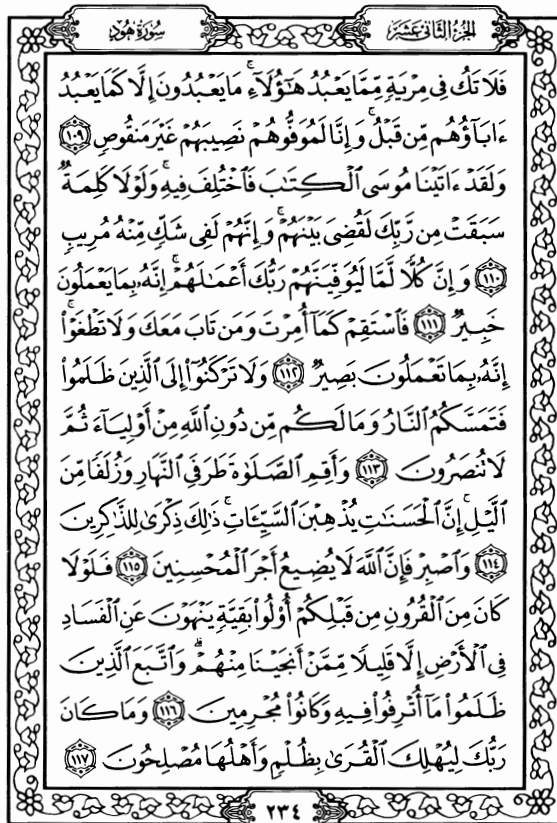 الجزء الثاني عشر
سورة هود
فَلَا تَكُ فِى مِرْيَةٍ مِّمَّا يَعْبُدُ هَٰٓؤُلَآءِ ۚ مَا يَعْبُدُونَ إِلَّا كَمَا يَعْبُدُ
ءَابَآؤُهُم مِّن قَبْلُ ۚ وَإِنَّا لَمُوَفُّوهُمْ نَصِيبَهُمْ غَيْرَ مَنقُوصٍ ١٠٩
وَلَقَدْ ءَاتَيْنَا مُوسَى ٱلْكِتَٰبَ فَٱخْتُلِفَ فِيهِ ۚ وَلَوْلَا كَلِمَةٌ
سَبَقَتْ مِن رَّبِّكَ لَقُضِىَ بَيْنَهُمْ ۚ وَإِنَّهُمْ لَفِى شَكٍّ مِّنْهُ مُرِيبٍ
١١٠ وَإِنَّ كُلًّا لَّمَّا لَيُوَفِّيَنَّهُمْ رَبُّكَ أَعْمَٰلَهُمْ ۚ إِنَّهُۥ بِمَا يَعْمَلُونَ
خَبِيرٌ ١١١ فَٱسْتَقِمْ كَمَآ أُمِرْتَ وَمَن تَابَ مَعَكَ وَلَا تَطْغَوْا۟ ۚ
إِنَّهُۥ بِمَا تَعْمَلُونَ بَصِيرٌ ١١٢ وَلَا تَرْكَنُوٓا۟ إِلَى ٱلَّذِينَ ظَلَمُوا۟
فَتَمَسَّكُمُ ٱلنَّارُ وَمَا لَكُم مِّن دُونِ ٱللَّهِ مِنْ أَوْلِيَآءَ ثُمَّ
لَا تُنصَرُونَ ١١٣ وَأَقِمِ ٱلصَّلَوٰةَ طَرَفَىِ ٱلنَّهَارِ وَزُلَفًا مِّنَ
ٱلَّيْلِ ۚ إِنَّ ٱلْحَسَنَٰتِ يُذْهِبْنَ ٱلسَّيِّـَٔاتِ ۚ ذَٰلِكَ ذِكْرَىٰ لِلذَّٰكِرِينَ
١١٤ وَٱصْبِرْ فَإِنَّ ٱللَّهَ لَا يُضِيعُ أَجْرَ ٱلْمُحْسِنِينَ ١١٥ فَلَوْلَا
كَانَ مِنَ ٱلْقُرُونِ مِن قَبْلِكُمْ أُو۟لُوا۟ بَقِيَّةٍ يَنْهَوْنَ عَنِ ٱلْفَسَادِ
فِى ٱلْأَرْضِ إِلَّا قَلِيلًا مِّمَّنْ أَنجَيْنَا مِنْهُمْ ۗ وَٱتَّبَعَ ٱلَّذِينَ
ظَلَمُوا۟ مَآ أُتْرِفُوا۟ فِيهِ وَكَانُوا۟ مُجْرِمِينَ ١١٦ وَمَا كَانَ
رَبُّكَ لِيُهْلِكَ ٱلْقُرَىٰ بِظُلْمٍ وَأَهْلُهَا مُصْلِحُونَ ١١٧
٢٣٤